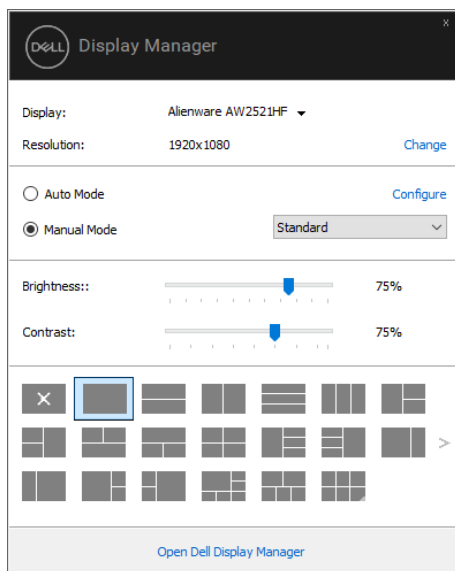 x
DELL Display Manager
Display: Alienware AW2521HF
Resolution: 1920x1080 Change
Auto Mode Configure
Manual Mode Standard
Brightness:: 75%
Contrast: 75%
Open Dell Display Manager